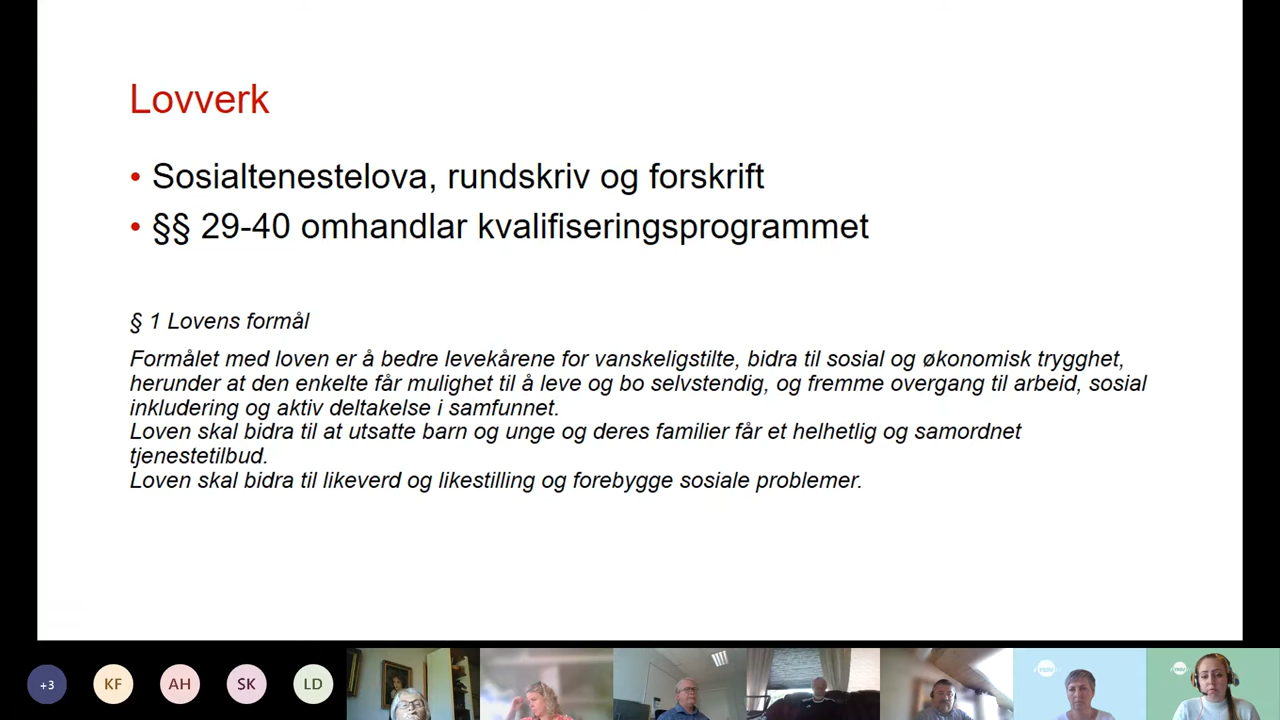 Lovverk
• Sosialtenestelova, rundskriv og forskrift
• §§ 29-40 omhandlar kvalifiseringsprogrammet
§ 1 Lovens formål
Formålet med loven er å bedre levekårene for vanskeligstilte, bidra til sosial og økonomisk trygghet,
herunder at den enkelte får mulighet til å leve og bo selvstendig, og fremme overgang til arbeid, sosial
inkludering og aktiv deltakelse i samfunnet.
Loven skal bidra til at utsatte barn og unge og deres familier får et helhetlig og samordnet
tjenestetilbud.
Loven skal bidra til likeverd og likestilling og forebygge sosiale problemer.
+3 KF AH SK LD